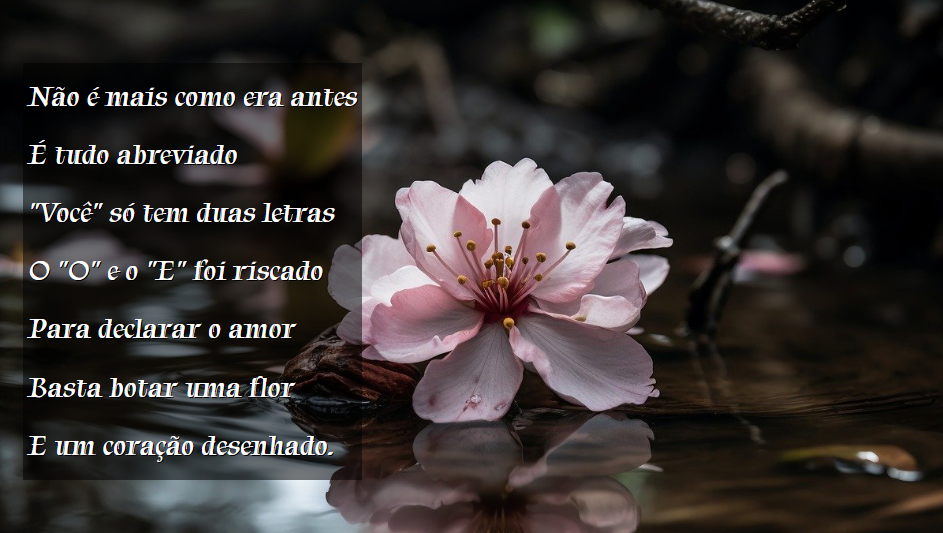 Não é mais como era antes
É tudo abreviado
"Você" só tem duas letras
O "O" e o "E" foi riscado
Para declarar o amor
Basta botar uma flor
E um coração desenhado.